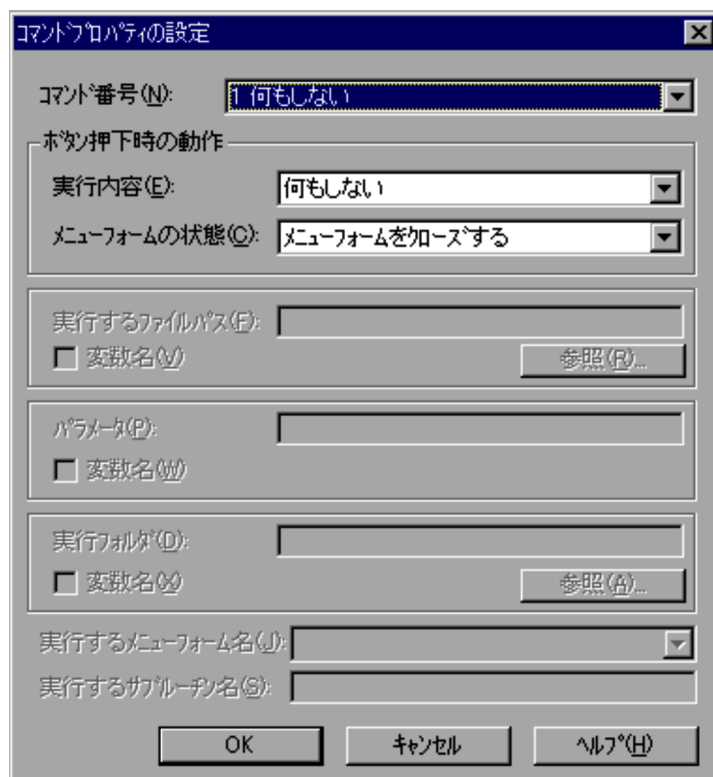 コマンドプロパティの設定
コマンド番号(N): 1 何もしない
ボタン押下時の動作
実行内容(E): 何もしない
メニューフォームの状態(C): メニューフォームをクローズする
実行するファイルパス(F):
変数名(V) 参照(R)...
パラメータ(P):
変数名(W)
実行フォルダ(D):
変数名(X) 参照(A)...
実行するメニューフォーム名(J):
実行するサブルーチン名(S):
OK キャンセル ヘルプ(H)